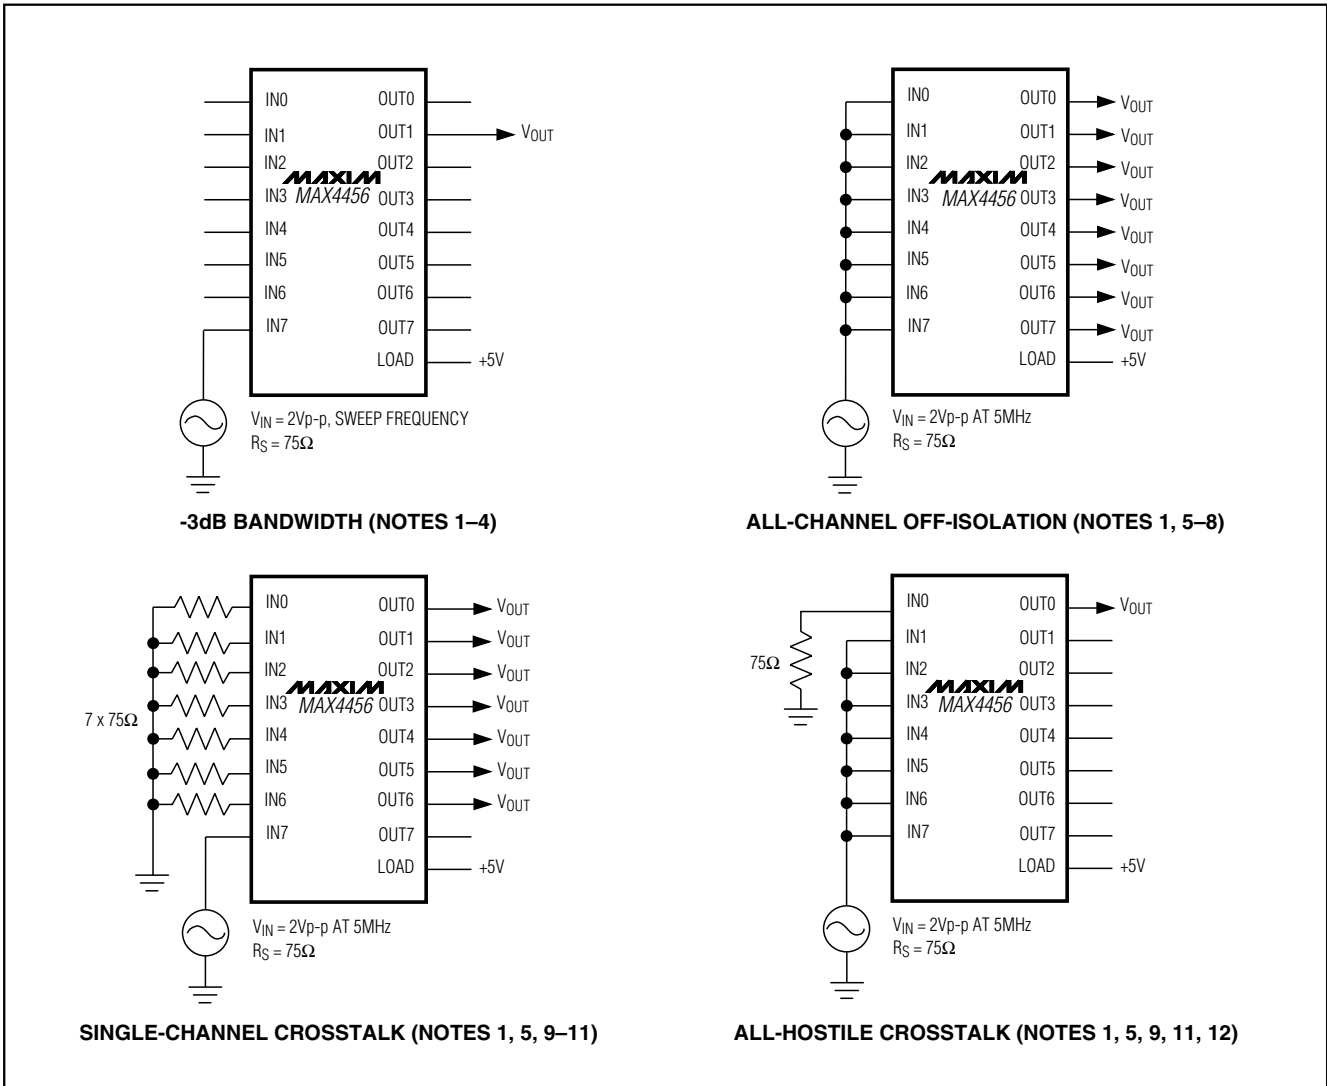 IN0 OUT0
IN1 OUT1 VOUT
IN2 OUT2
MAXIM
IN3 MAX4456 OUT3
IN4 OUT4
IN5 OUT5
IN6 OUT6
IN7 OUT7
LOAD +5V
VIN = 2Vp-p, SWEEP FREQUENCY
RS = 75Ω
-3dB BANDWIDTH (NOTES 1–4)
IN0 OUT0 VOUT
IN1 OUT1 VOUT
IN2 OUT2 VOUT
MAXIM
IN3 MAX4456 OUT3 VOUT
IN4 OUT4 VOUT
IN5 OUT5 VOUT
IN6 OUT6 VOUT
IN7 OUT7 VOUT
LOAD +5V
VIN = 2Vp-p AT 5MHz
RS = 75Ω
ALL-CHANNEL OFF-ISOLATION (NOTES 1, 5–8)
IN0 OUT0 VOUT
IN1 OUT1 VOUT
IN2 OUT2 VOUT
MAXIM
7 x 75Ω IN3 MAX4456 OUT3 VOUT
IN4 OUT4 VOUT
IN5 OUT5 VOUT
IN6 OUT6 VOUT
IN7 OUT7
LOAD +5V
VIN = 2Vp-p AT 5MHz
RS = 75Ω
SINGLE-CHANNEL CROSSTALK (NOTES 1, 5, 9–11)
IN0 OUT0 VOUT
IN1 OUT1
75Ω IN2 OUT2
MAXIM
IN3 MAX4456 OUT3
IN4 OUT4
IN5 OUT5
IN6 OUT6
IN7 OUT7
LOAD +5V
VIN = 2Vp-p AT 5MHz
RS = 75Ω
ALL-HOSTILE CROSSTALK (NOTES 1, 5, 9, 11, 12)